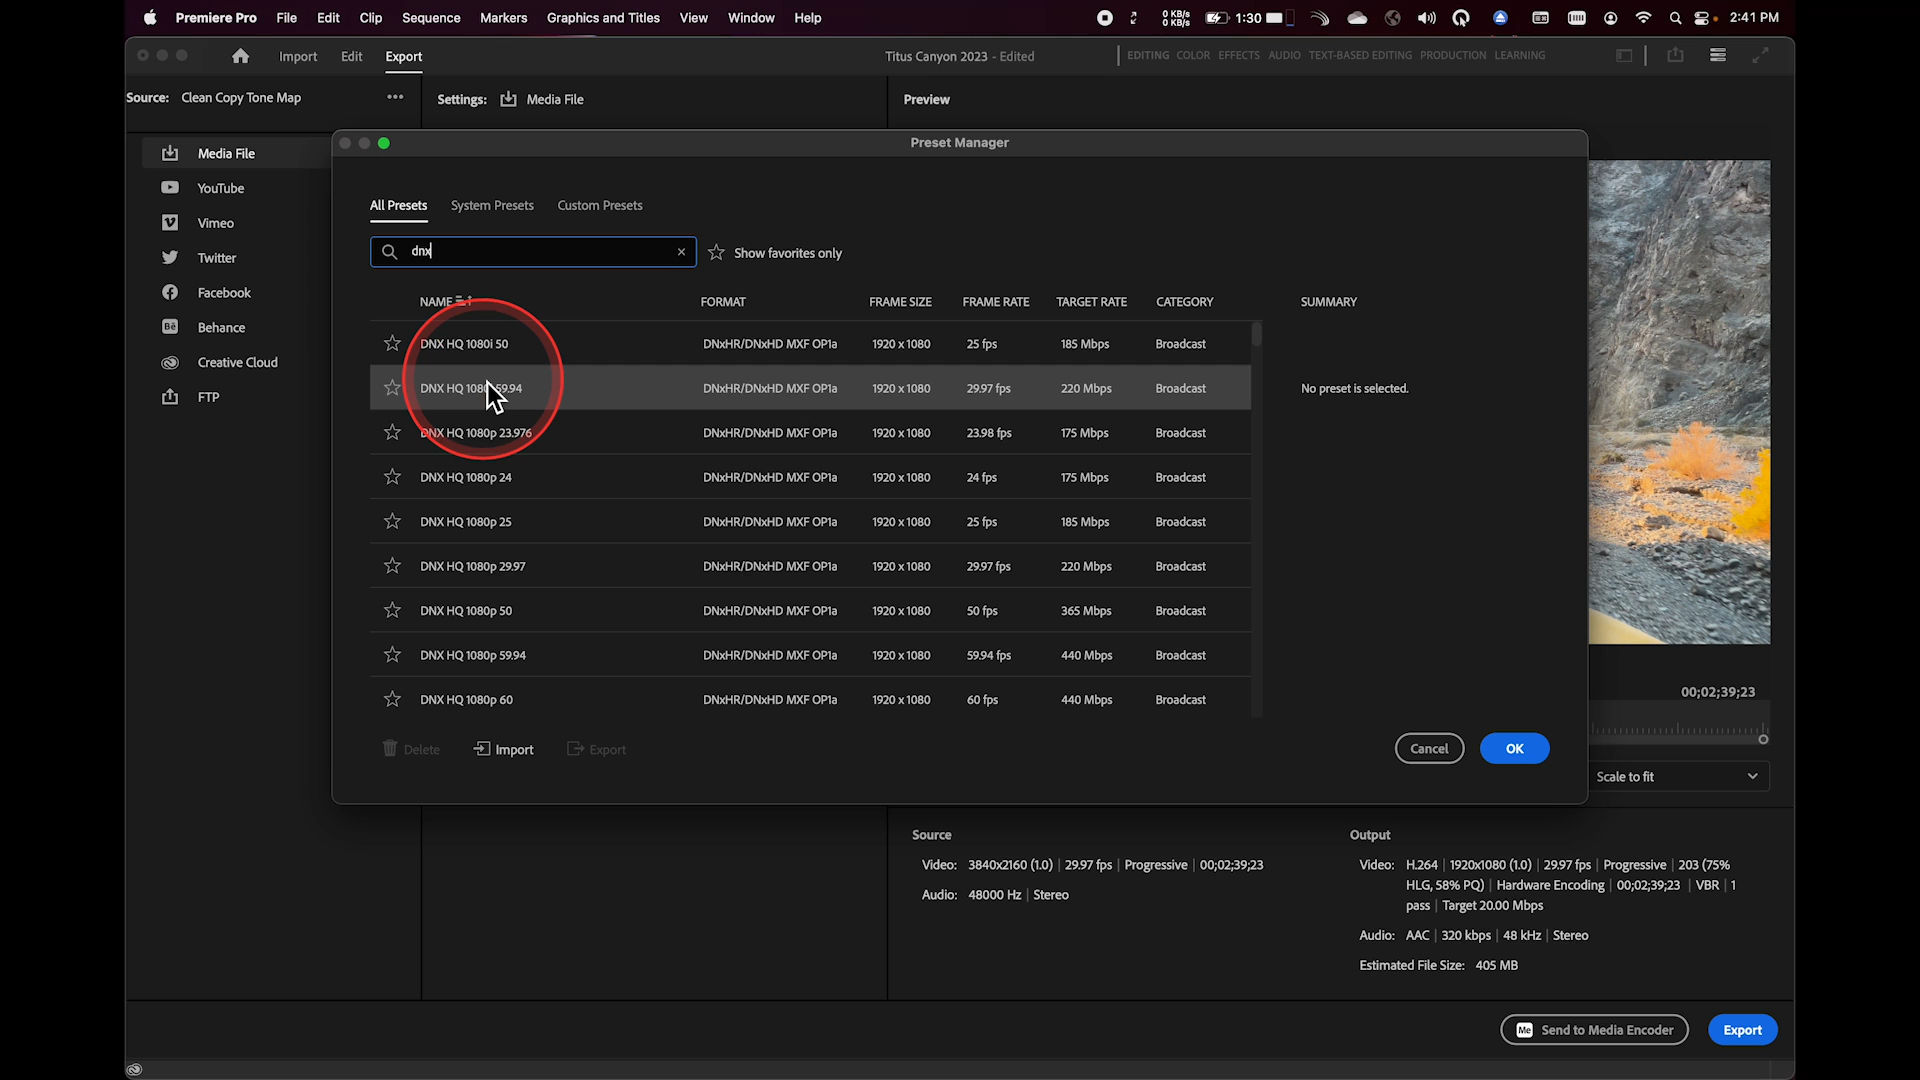 Premiere Pro File Edit Clip Sequence Markers Graphics and Titles View Window Help 0 KB/s 0 KB/s 1:30 2:41 PM
Import Edit Export Titus Canyon 2023 - Edited EDITING COLOR EFFECTS AUDIO TEXT-BASED EDITING PRODUCTION LEARNING
Source: Clean Copy Tone Map ••• Settings: Media File Preview
Media File
YouTube
Vimeo
Twitter
Facebook
Bē Behance
Creative Cloud
FTP
Preset Manager
All Presets System Presets Custom Presets
dnx × Show favorites only
NAME FORMAT FRAME SIZE FRAME RATE TARGET RATE CATEGORY SUMMARY
DNX HQ 1080i 50 DNxHR/DNxHD MXF OP1a 1920 x 1080 25 fps 185 Mbps Broadcast
DNX HQ 1080 59.94 DNxHR/DNxHD MXF OP1a 1920 x 1080 29.97 fps 220 Mbps Broadcast No preset is selected.
DNX HQ 1080p 23.976 DNxHR/DNxHD MXF OP1a 1920 x 1080 23.98 fps 175 Mbps Broadcast
DNX HQ 1080p 24 DNxHR/DNxHD MXF OP1a 1920 x 1080 24 fps 175 Mbps Broadcast
DNX HQ 1080p 25 DNxHR/DNxHD MXF OP1a 1920 x 1080 25 fps 185 Mbps Broadcast
DNX HQ 1080p 29.97 DNxHR/DNxHD MXF OP1a 1920 x 1080 29.97 fps 220 Mbps Broadcast
DNX HQ 1080p 50 DNxHR/DNxHD MXF OP1a 1920 x 1080 50 fps 365 Mbps Broadcast
DNX HQ 1080p 59.94 DNxHR/DNxHD MXF OP1a 1920 x 1080 59.94 fps 440 Mbps Broadcast
DNX HQ 1080p 60 DNxHR/DNxHD MXF OP1a 1920 x 1080 60 fps 440 Mbps Broadcast
Delete Import Export Cancel OK
00;02;39;23
Scale to fit
Source Output
Video: 3840x2160 (1.0) | 29.97 fps | Progressive | 00;02;39;23
Audio: 48000 Hz | Stereo
Video: H.264 | 1920x1080 (1.0) | 29.97 fps | Progressive | 203 (75%
HLG, 58% PQ) | Hardware Encoding | 00;02;39;23 | VBR | 1
pass | Target 20.00 Mbps
Audio: AAC | 320 kbps | 48 kHz | Stereo
Estimated File Size: 405 MB
Me Send to Media Encoder Export